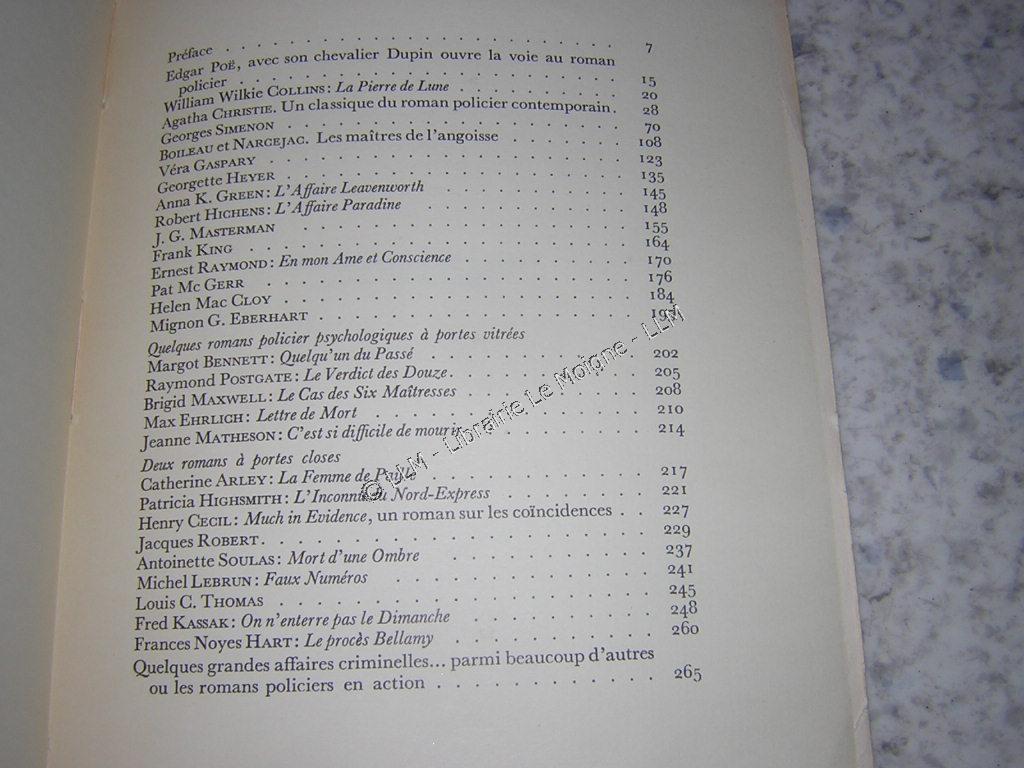 Préface . . . . . . . . . . . . . . . . . . . . . . 7
Edgar Poë, avec son chevalier Dupin ouvre la voie au roman
policier . . . . . . . . . . . . . . . . . . . . . . 15
William Wilkie Collins : La Pierre de Lune . . . . . . . . . 20
Agatha Christie. Un classique du roman policier contemporain. 28
Georges Simenon . . . . . . . . . . . . . . . . . . 70
Boileau et Narcejac. Les maîtres de l'angoisse . . . . . . . 108
Véra Gaspary . . . . . . . . . . . . . . . . . . . 123
Georgette Heyer . . . . . . . . . . . . . . . . . . 135
Anna K. Green : L'Affaire Leavenworth . . . . . . . . . . 145
Robert Hichens : L'Affaire Paradine . . . . . . . . . . . 148
J. G. Masterman . . . . . . . . . . . . . . . . . . 155
Frank King . . . . . . . . . . . . . . . . . . . . 164
Ernest Raymond : En mon Ame et Conscience . . . . . . . . 170
Pat Mc Gerr . . . . . . . . . . . . . . . . . . . 176
Helen Mac Cloy . . . . . . . . . . . . . . . . . . 184
Mignon G. Eberhart . . . . . . . . . . . . . . . .
Quelques romans policier psychologiques à portes vitrées
Margot Bennett : Quelqu'un du Passé . . . . . . . . . . . 202
Raymond Postgate : Le Verdict des Douze . . . . . . . . . 205
Brigid Maxwell : Le Cas des Six Maîtresses . . . . . . . . 208
Max Ehrlich : Lettre de Mort . . . . . . . . . . . . . . 210
Jeanne Matheson : C'est si difficile de mourir . . . . . . . 214
Deux romans à portes closes
Catherine Arley : La Femme de . . . . . . . . . . . 217
Patricia Highsmith : L'Inconnu du Nord-Express . . . . . . . 221
Henry Cecil : Much in Evidence, un roman sur les coïncidences . . 227
Jacques Robert . . . . . . . . . . . . . . . . . . . 229
Antoinette Soulas : Mort d'une Ombre . . . . . . . . . . 237
Michel Lebrun : Faux Numéros . . . . . . . . . . . . . 241
Louis C. Thomas . . . . . . . . . . . . . . . . . . 245
Fred Kassak : On n'enterre pas le Dimanche . . . . . . . . 248
Frances Noyes Hart : Le procès Bellamy . . . . . . . . . . 260
Quelques grandes affaires criminelles... parmi beaucoup d'autres
ou les romans policiers en action . . . . . . . . . . . . 265
Librairie Le Moigne - LLM